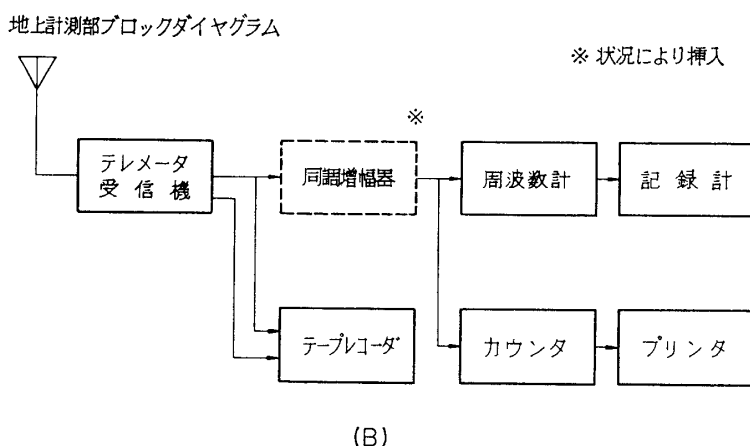 地上計測部ブロックダイヤグラム
※ 状況により挿入
※
テレメータ
受信機
同調増幅器
周波数計
記録計
テープレコーダ
カウンタ
プリンタ
(B)